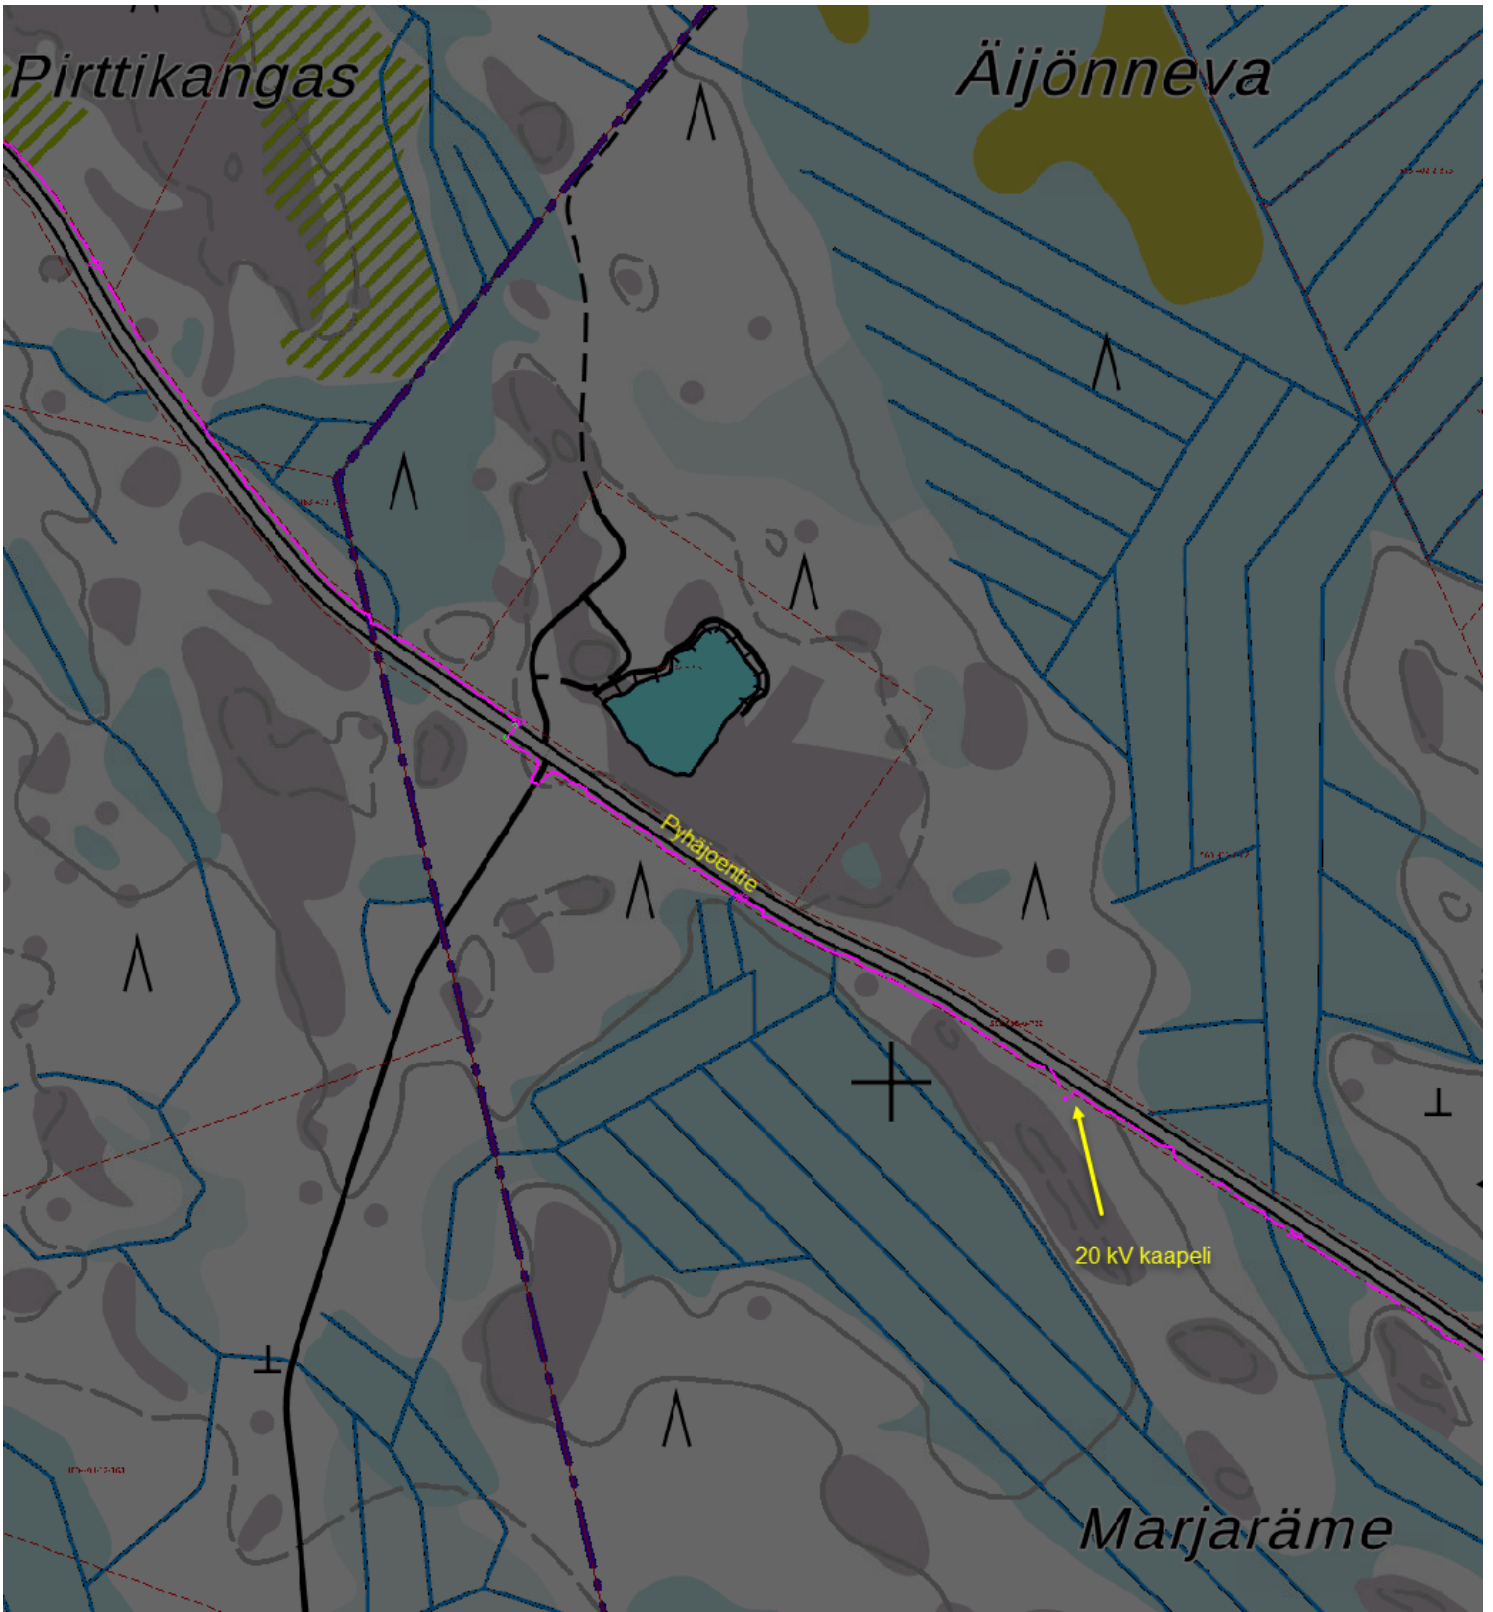 Pirttikangas
Äijönneva
Pyhäjoentie
20 kV kaapeli
Marjaräme